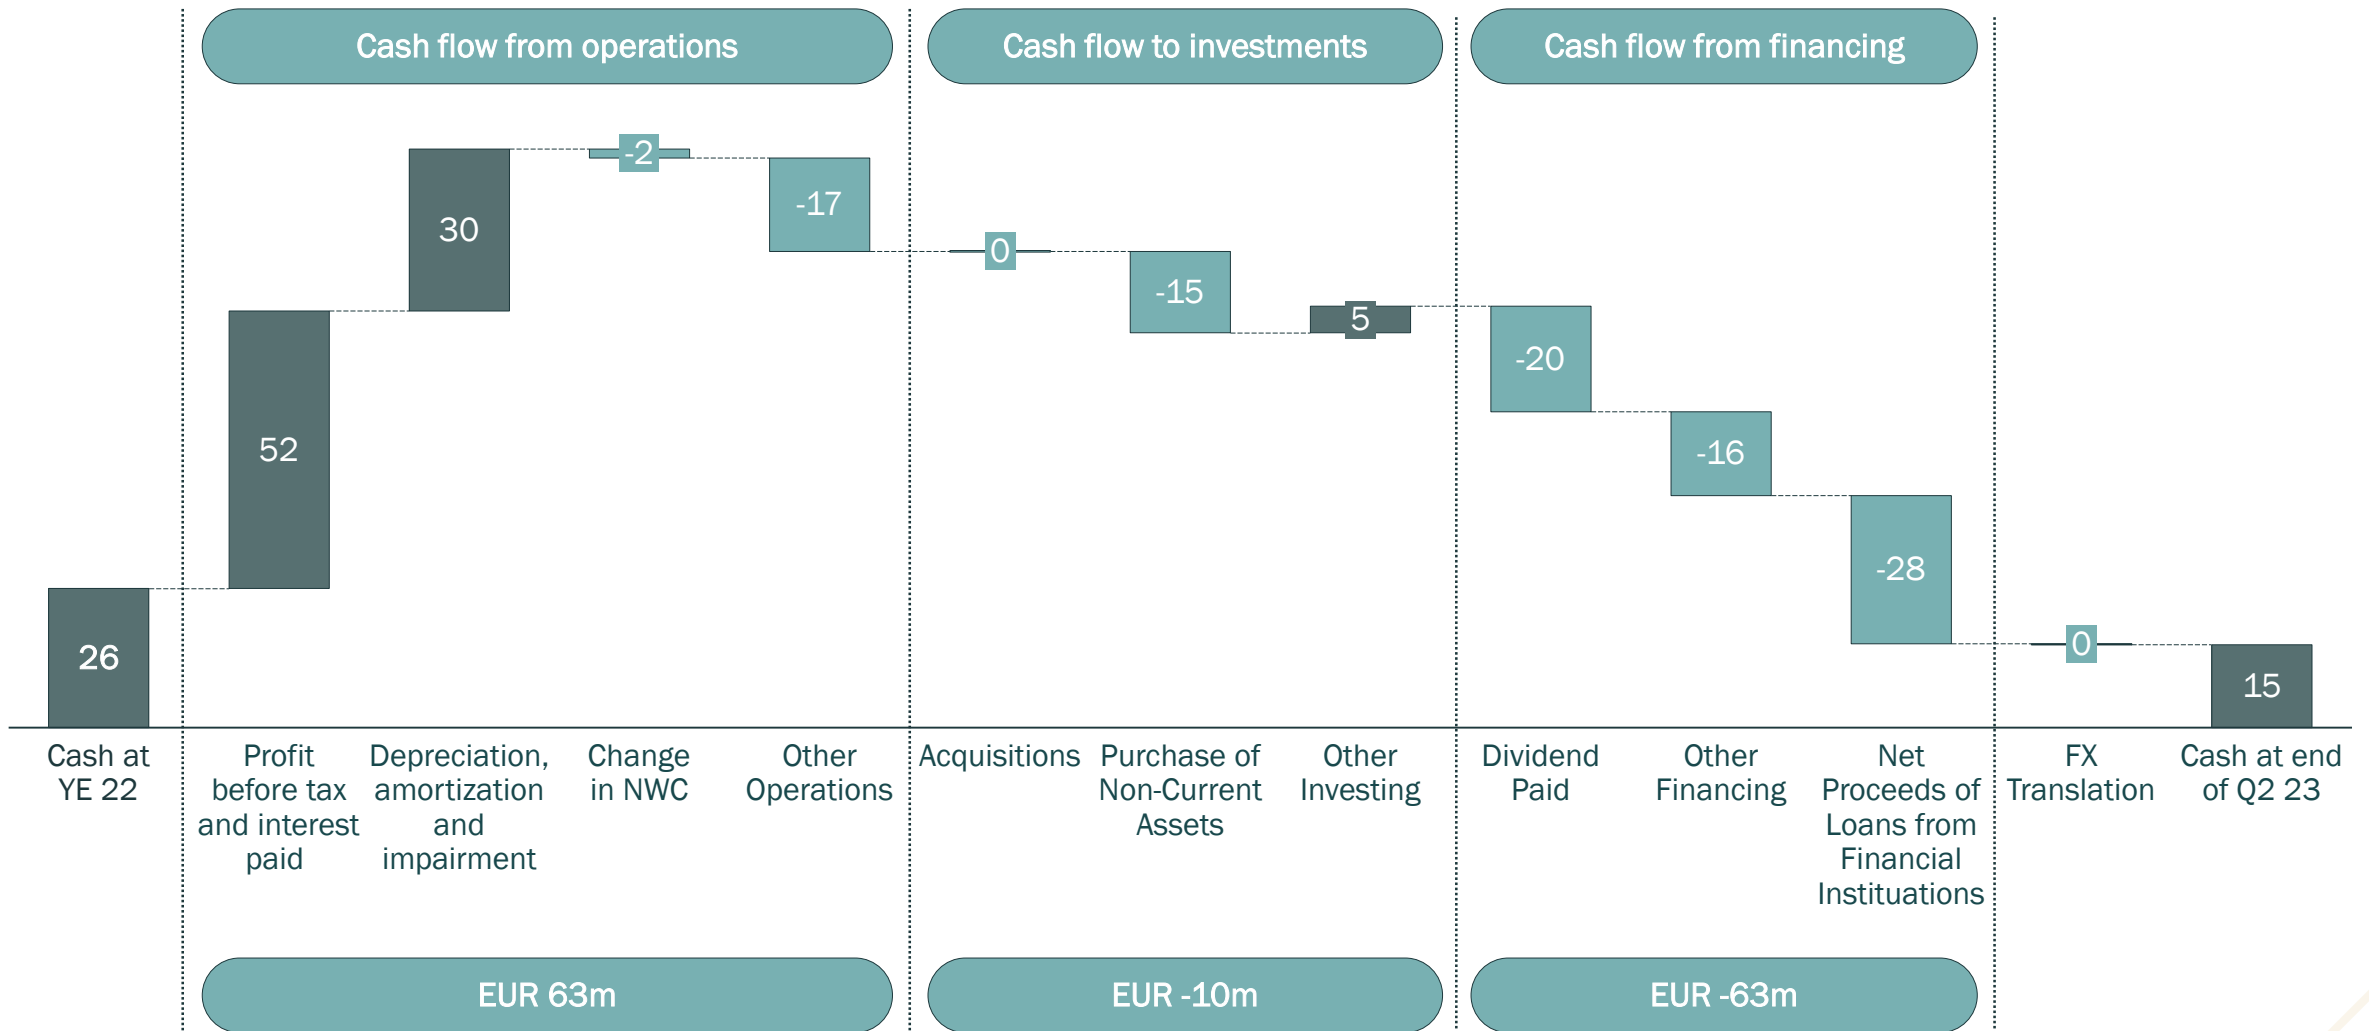 Cash flow from operations
Cash flow to investments
Cash flow from financing
26
52
30
-2
-17
0
-15
5
-20
-16
-28
0
15
Cash at
YE 22
Profit
before tax
and interest
paid
Depreciation,
amortization
and
impairment
Change
in NWC
Other
Operations
Acquisitions
Purchase of
Non-Current
Assets
Other
Investing
Dividend
Paid
Other
Financing
Net
Proceeds of
Loans from
Financial
Instituations
FX
Translation
Cash at end
of Q2 23
EUR 63m
EUR -10m
EUR -63m